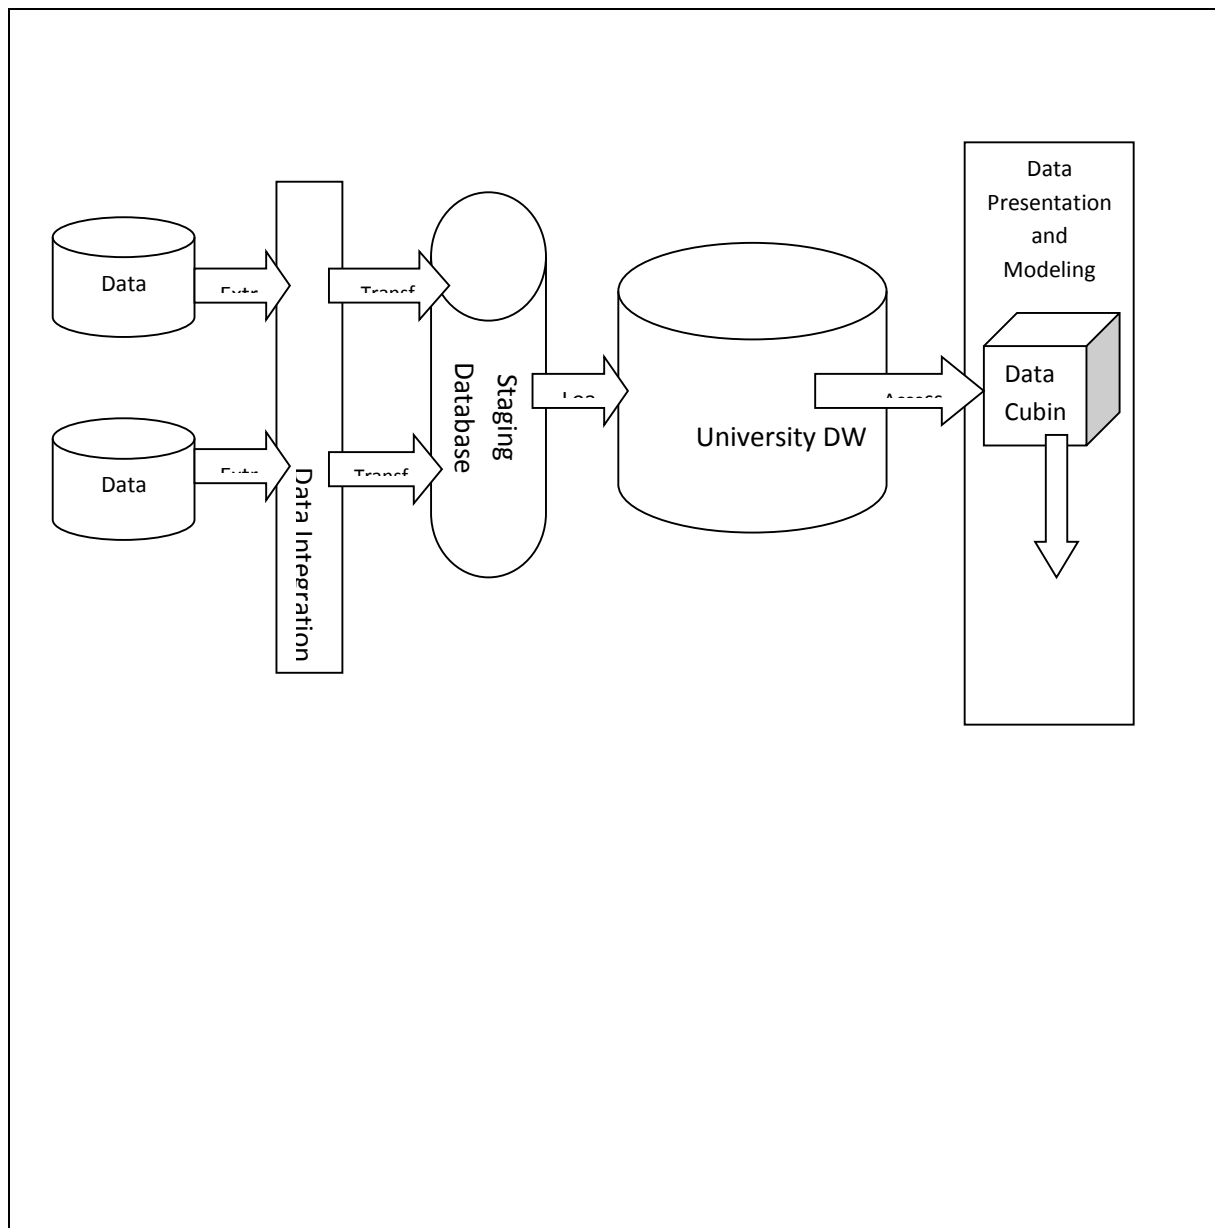 Data
Data
Data Integration
Staging
Database
University DW
Data
Presentation
and
Modeling
Data
Cubin